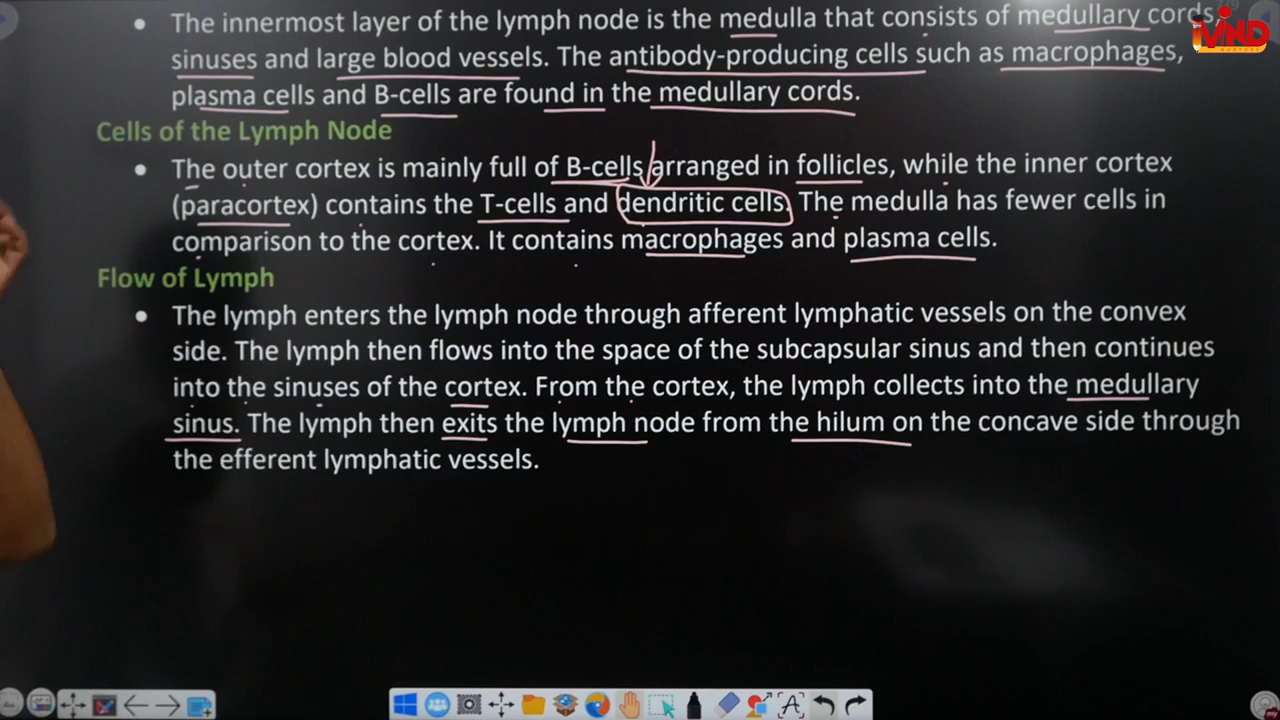 The innermost layer of the lymph node is the medulla that consists of medullary cords,
sinuses and large blood vessels. The antibody-producing cells such as macrophages,
plasma cells and B-cells are found in the medullary cords.
Cells of the Lymph Node
The outer cortex is mainly full of B-cells arranged in follicles, while the inner cortex
(paracortex) contains the T-cells and dendritic cells. The medulla has fewer cells in
comparison to the cortex. It contains macrophages and plasma cells.
Flow of Lymph
The lymph enters the lymph node through afferent lymphatic vessels on the convex
side. The lymph then flows into the space of the subcapsular sinus and then continues
into the sinuses of the cortex. From the cortex, the lymph collects into the medullary
sinus. The lymph then exits the lymph node from the hilum on the concave side through
the efferent lymphatic vessels.